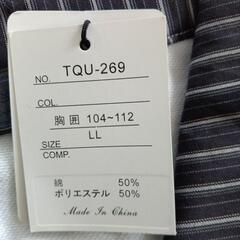 NO. TQU-269
COL.
胸囲 104~112
SIZE LL
COMP.
綿 50%
ポリエステル 50%
Made In China